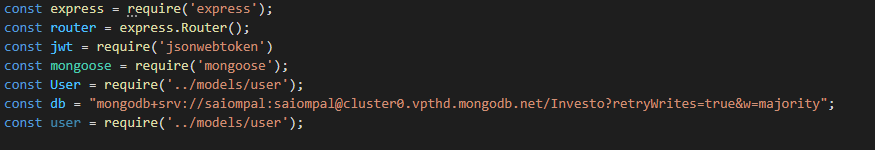 const express = require('express');
const router = express.Router();
const jwt = require('jsonwebtoken')
const mongoose = require('mongoose');
const User = require('../models/user');
const db = "mongodb+srv://saiompal:saiompal@cluster0.vpthd.mongodb.net/Investo?retryWrites=true&w=majority";
const user = require('../models/user');